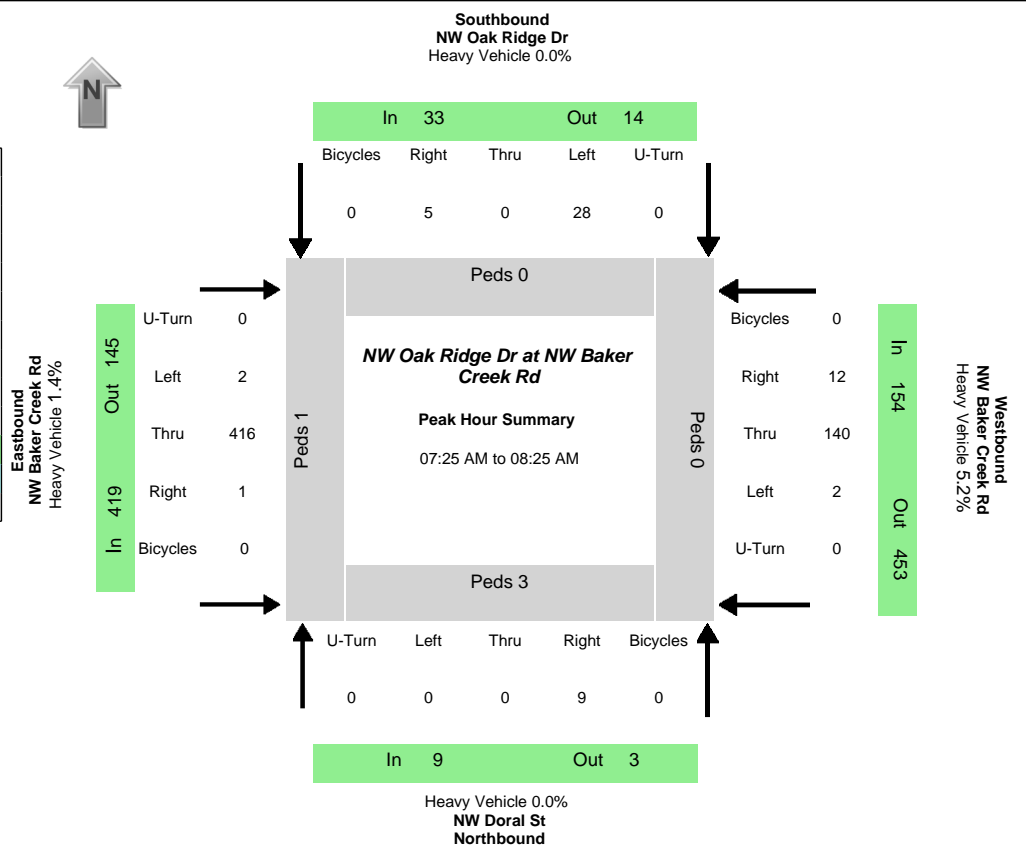 Southbound
NW Oak Ridge Dr
Heavy Vehicle 0.0%
N
In 33 Out 14
Bicycles Right Thru Left U-Turn
0 5 0 28 0
Peds 0
Eastbound
NW Baker Creek Rd
Heavy Vehicle 1.4%
Out 145
In 419
U-Turn 0
Left 2
Thru 416
Right 1
Bicycles 0
Peds 1
NW Oak Ridge Dr at NW Baker
Creek Rd
Peak Hour Summary
07:25 AM to 08:25 AM
Peds 0
Bicycles 0
Right 12
Thru 140
Left 2
U-Turn 0
In 154
Out 453
Westbound
NW Baker Creek Rd
Heavy Vehicle 5.2%
Peds 3
U-Turn Left Thru Right Bicycles
0 0 0 9 0
In 9 Out 3
Heavy Vehicle 0.0%
NW Doral St
Northbound